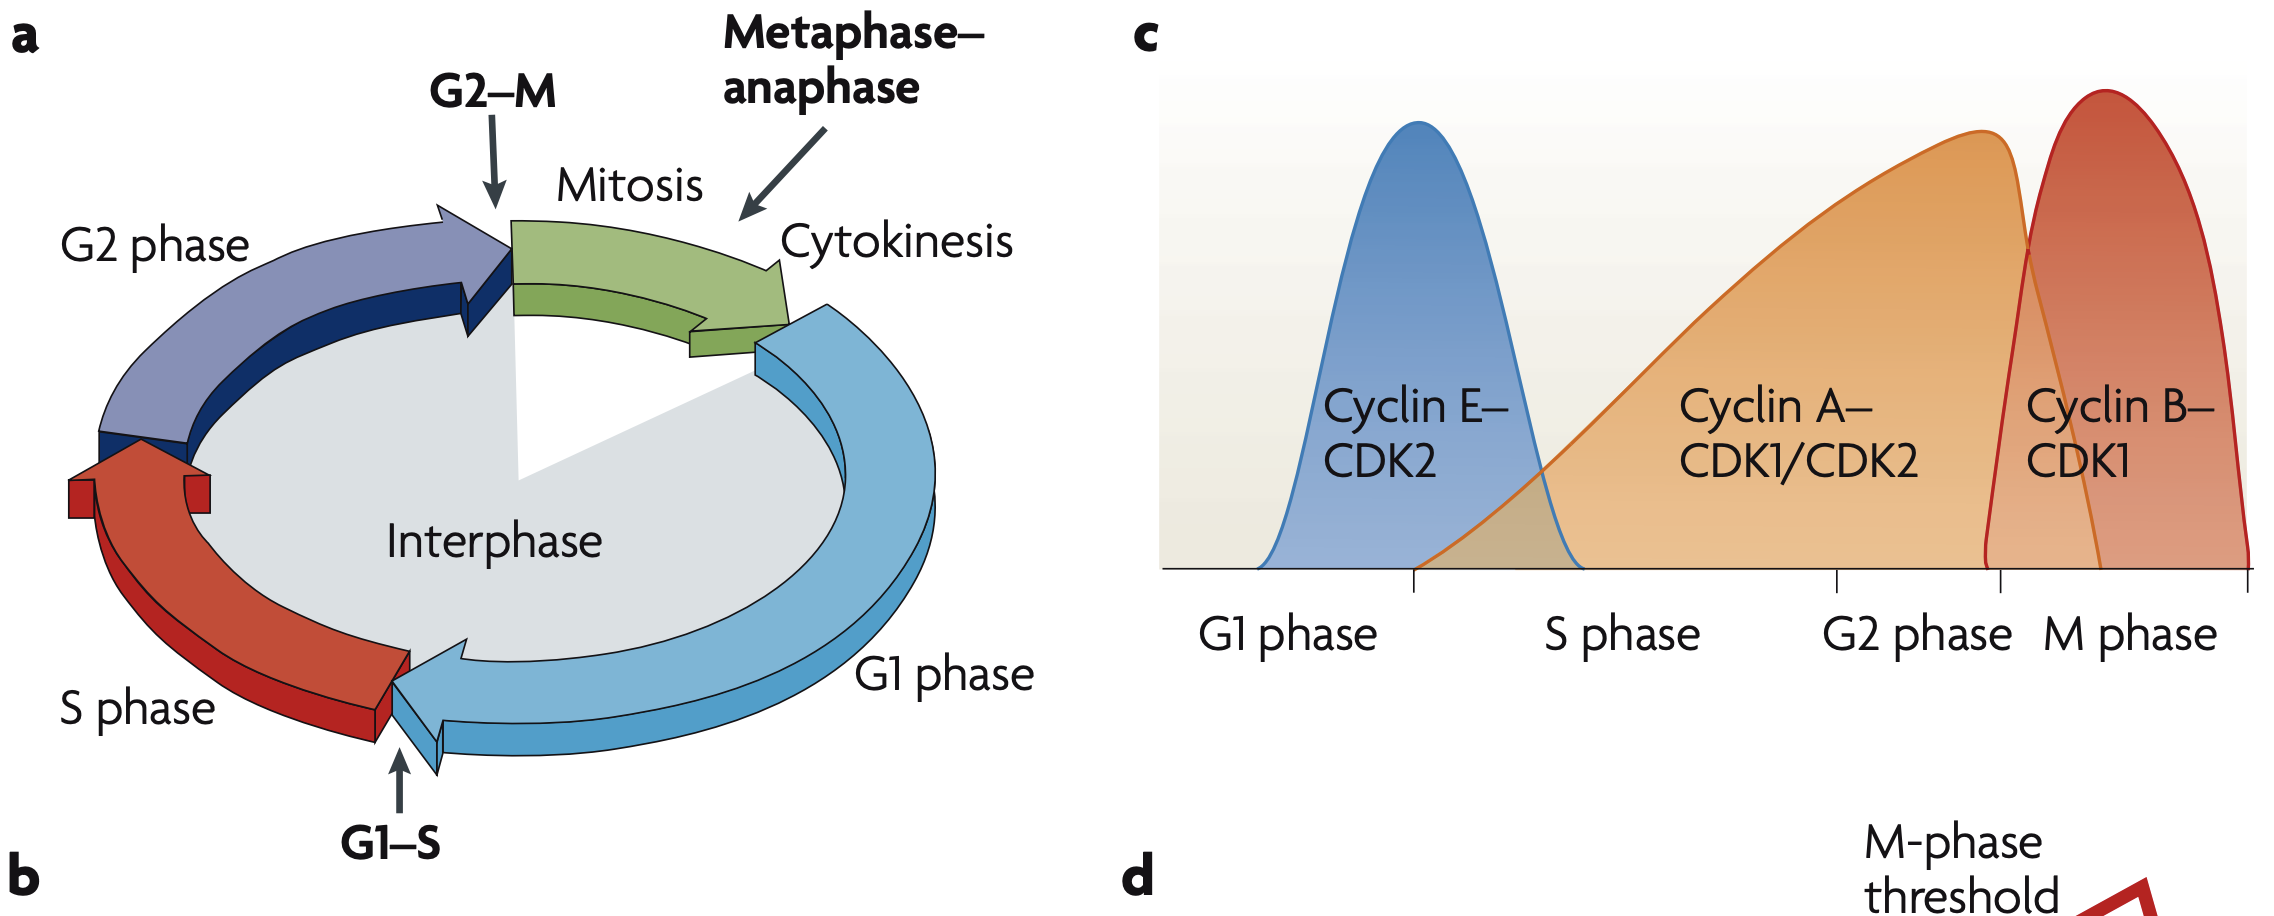 a
G2–M
Metaphase–
anaphase
Mitosis
Cytokinesis
G2 phase
Interphase
G1 phase
S phase
G1–S
b
c
Cyclin E–
CDK2
Cyclin A–
CDK1/CDK2
Cyclin B–
CDK1
G1 phase
S phase
G2 phase
M phase
d
M-phase
threshold